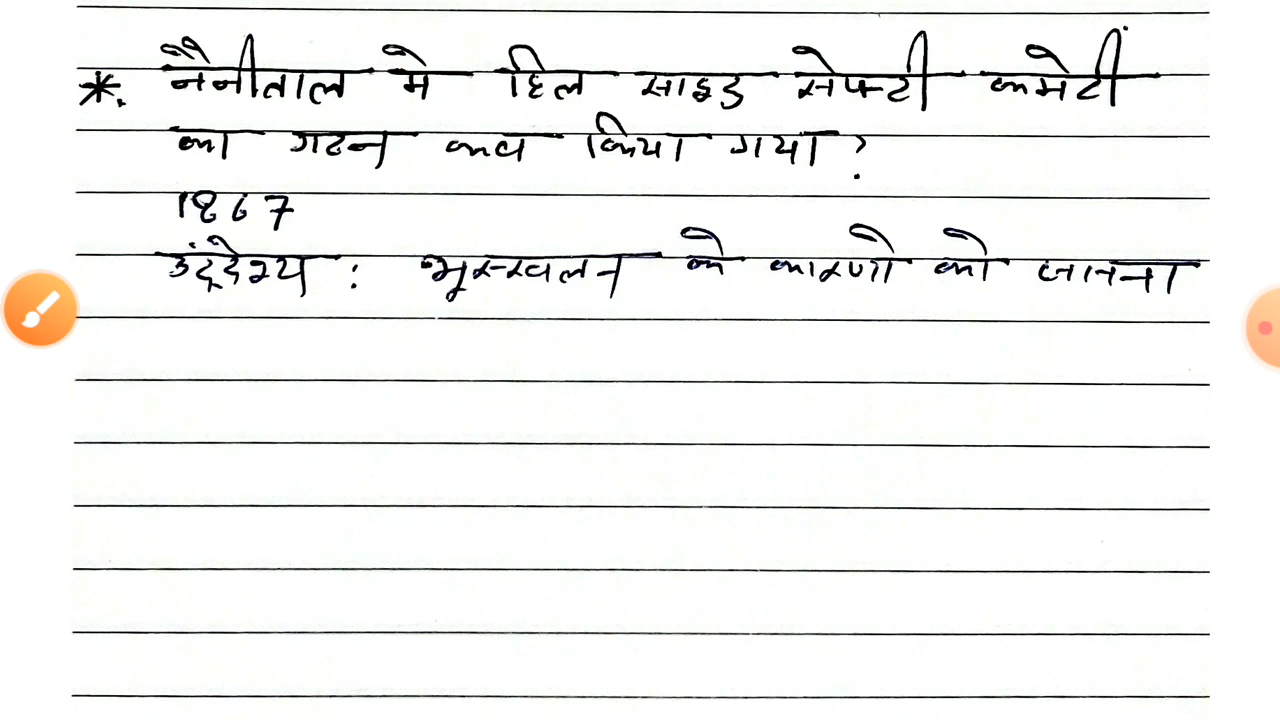 *. नैनीताल मे हिल साइड सेफ्टी कमेटी
का गठन कब किया गया ?
1867
उद्देश्य : भूस्खलन के कारणो को जानना